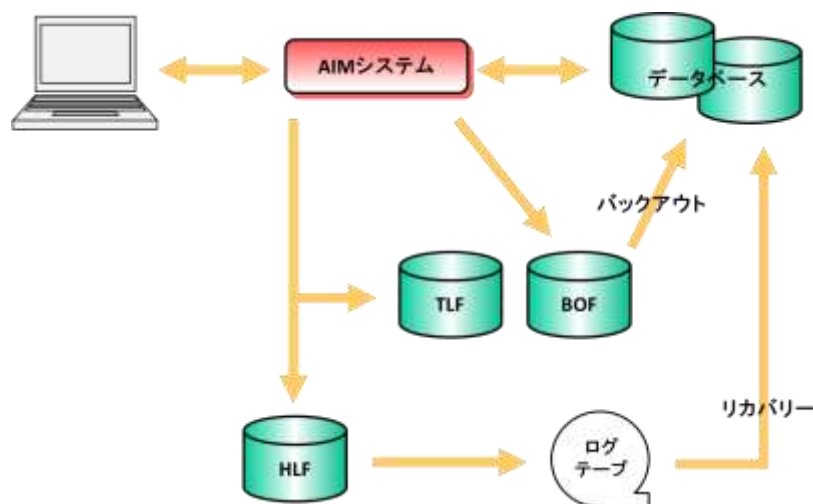 AIMシステム
データベース
バックアウト
TLF
BOF
リカバリー
HLF
ログ
テープ